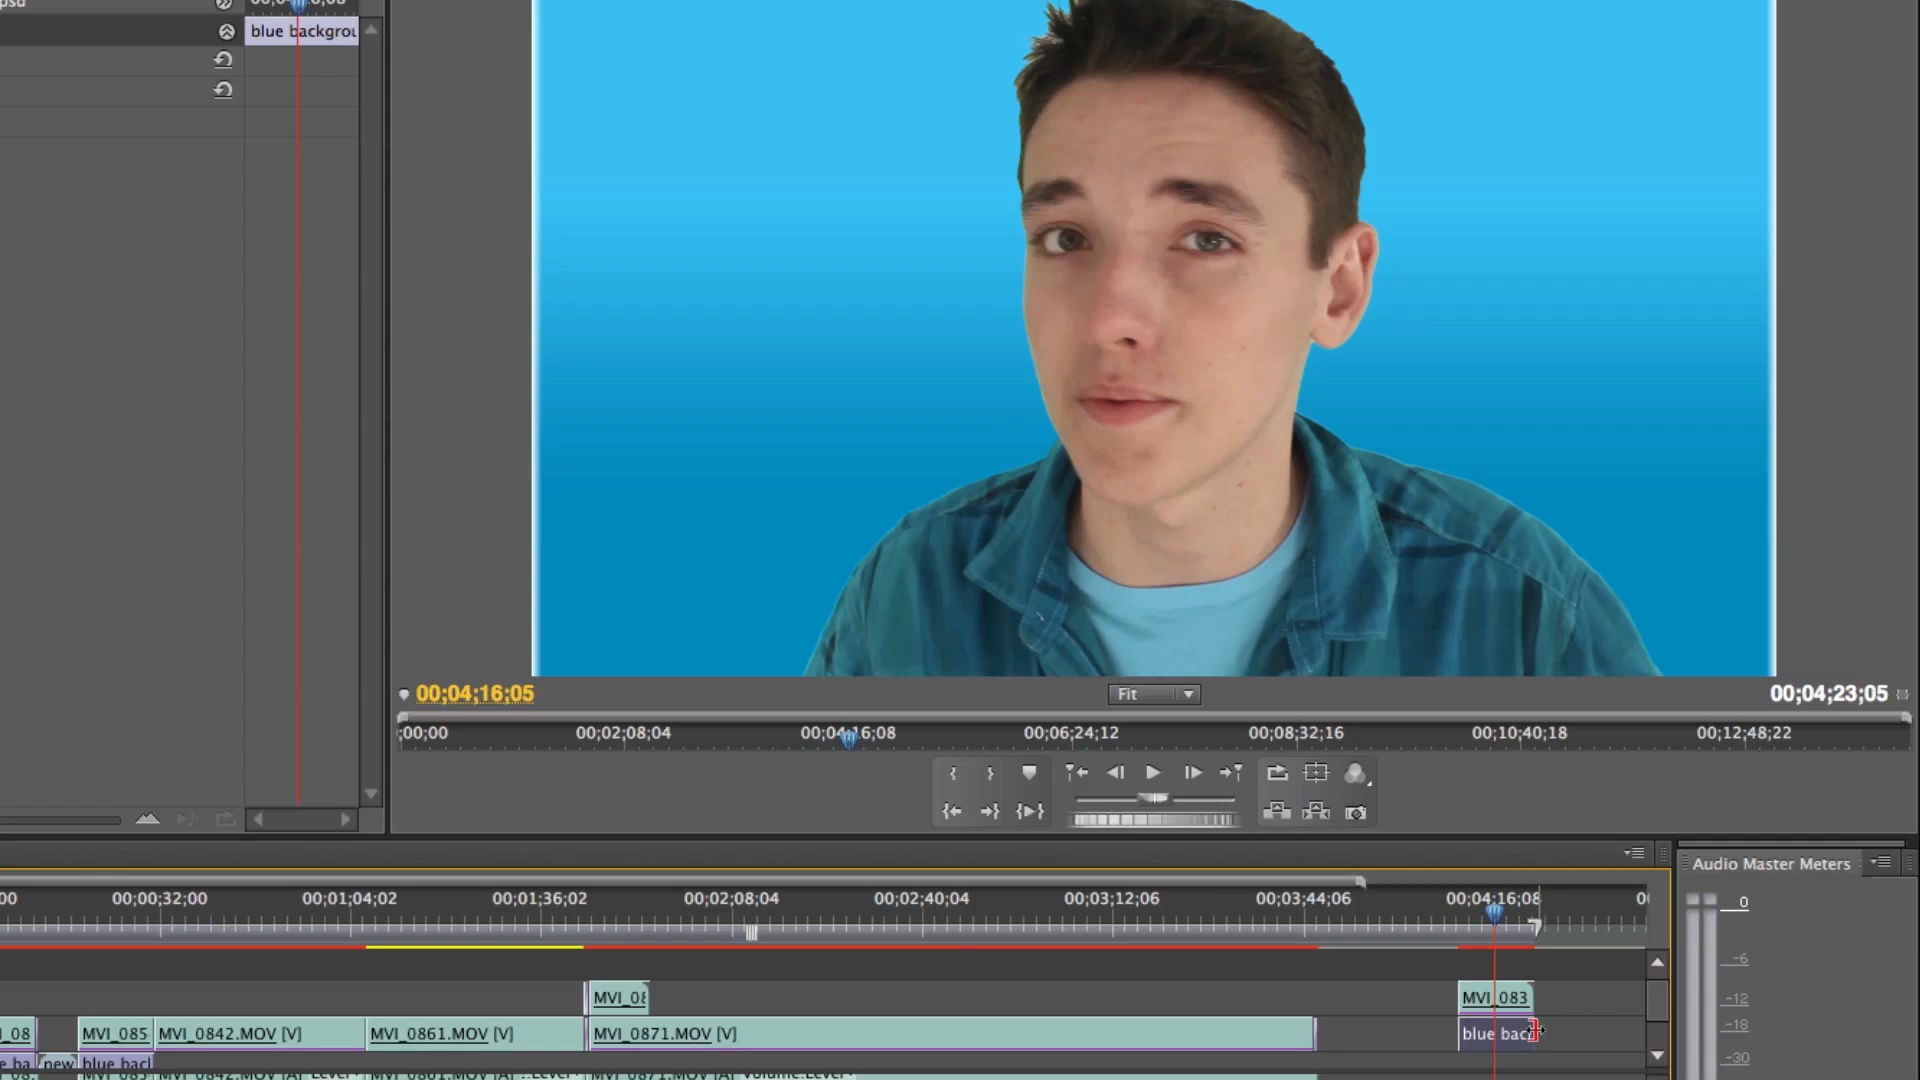 psd
blue backgrou
00;04;16;05
Fit
00;04;23;05
;00;00
00;02;08;04
00;04;16;08
00;06;24;12
00;08;32;16
00;10;40;18
00;12;48;22
Audio Master Meters
00
00;00;32;00
00;01;04;02
00;01;36;02
00;02;08;04
00;02;40;04
00;03;12;06
00;03;44;06
00;04;16;08
0
-6
-12
-18
-30
MVI_08
MVI_083
_08
MVI_085
MVI_0842.MOV [V]
MVI_0861.MOV [V]
MVI_0871.MOV [V]
blue bac
e ba
new
blue bacl